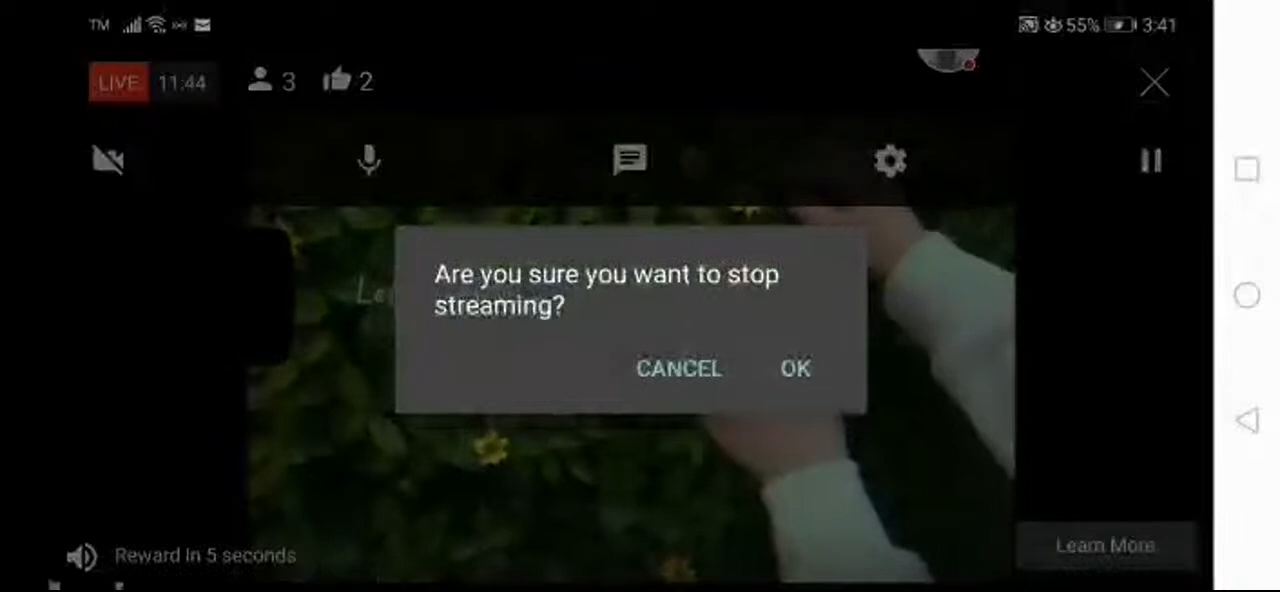 TM 55% 3:41
LIVE 11:44 3 2
Are you sure you want to stop
streaming?
CANCEL OK
Reward in 5 seconds
Learn More